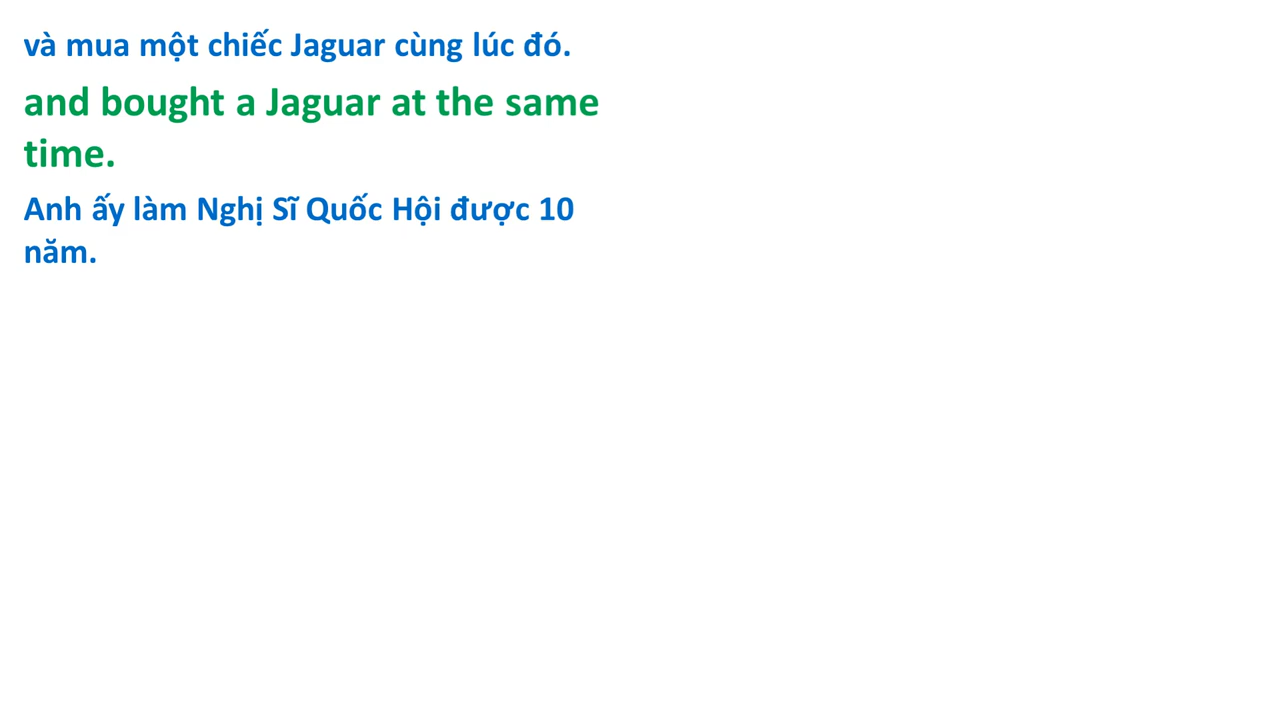 và mua một chiếc Jaguar cùng lúc đó.
and bought a Jaguar at the same
time.
Anh ấy làm Nghị Sĩ Quốc Hội được 10
năm.